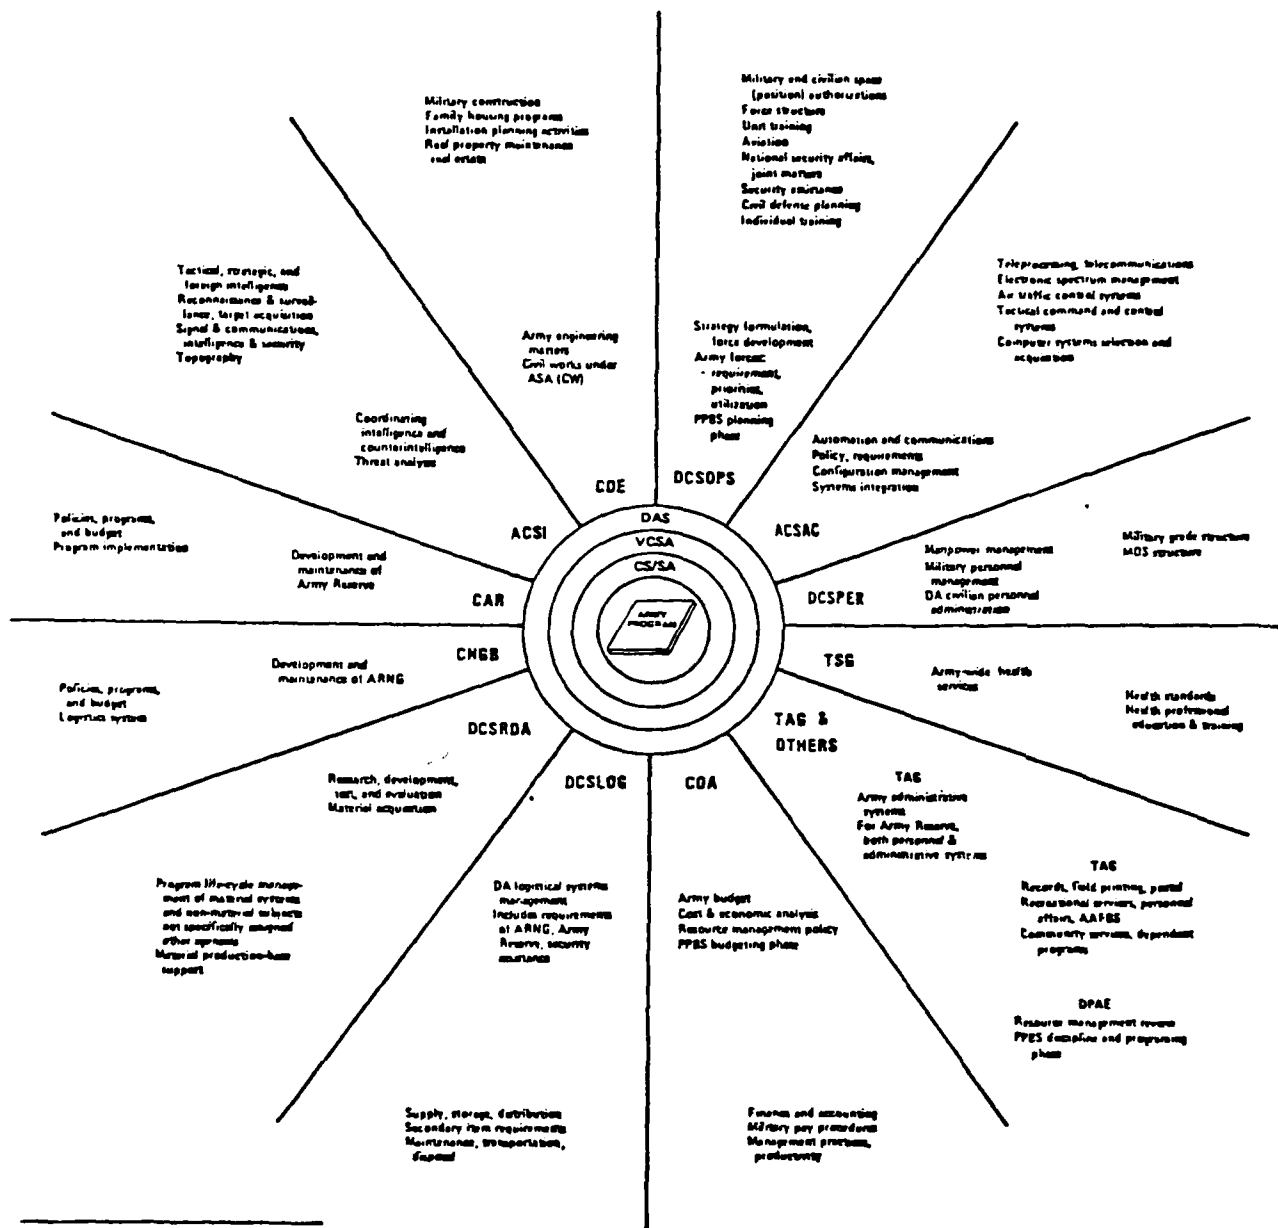 Military construction
Family housing programs
Installation planning activities
Real property maintenance
and estate
Military and civilian space
(position) authorizations
Force structure
Unit training
Aviation
National security affairs,
joint matters
Security assistance
Civil defense planning
Individual training
Tactical, strategic, and
foreign intelligence
Reconnaissance & surveil-
lance, target acquisition
Signal & communications,
intelligence & security
Topography
Army engineering
matters
Civil works under
ASA (CW)
Strategy formulation,
force development
Army forces:
- requirement,
priorities,
utilization
PPBS planning
phase
Teleprocessing, telecommunications
Electronic spectrum management
Air traffic control systems
Tactical command and control
systems
Computer systems selection and
acquisition
Coordinating
intelligence and
counterintelligence
Threat analysis
Automation and communications
Policy, requirements
Configuration management
Systems integration
COE
DCSOPS
ACSI
ACSAC
DAS
VCSA
CS/SA
ARMY
PROGRAM
Policies, programs,
and budget
Program implementation
Development and
maintenance of
Army Reserve
CAR
DCSPER
Manpower management
Military personnel
management
DA civilian personnel
administration
Military grade structure
MOS structure
Policies, programs,
and budget
Logistics system
Development and
maintenance of ARNG
CNGB
TSG
Army-wide health
services
Health standards
Health professional
education & training
DCSRDA
TAG &
OTHERS
Research, development,
test, and evaluation
Material acquisition
DCSLOG
COA
TAG
Army administrative
systems
For Army Reserve,
both personnel &
administrative systems
Program life-cycle manage-
ment of material systems
and non-material subjects
not specifically assigned
other agencies
Material production-base
support
DA logistical systems
management
Includes requirements
of ARNG, Army
Reserve, security
assistance
Army budget
Cost & economic analysis
Resource management policy
PPBS budgeting phase
TAG
Records, field printing, postal
Recreational services, personnel
affairs, AAFES
Community services, dependent
programs
DPAE
Resource management review
PPBS discipline and programing
phase
Supply, storage, distribution
Secondary item requirements
Maintenance, transportation,
disposal
Finance and accounting
Military pay procedures
Management practices,
productivity